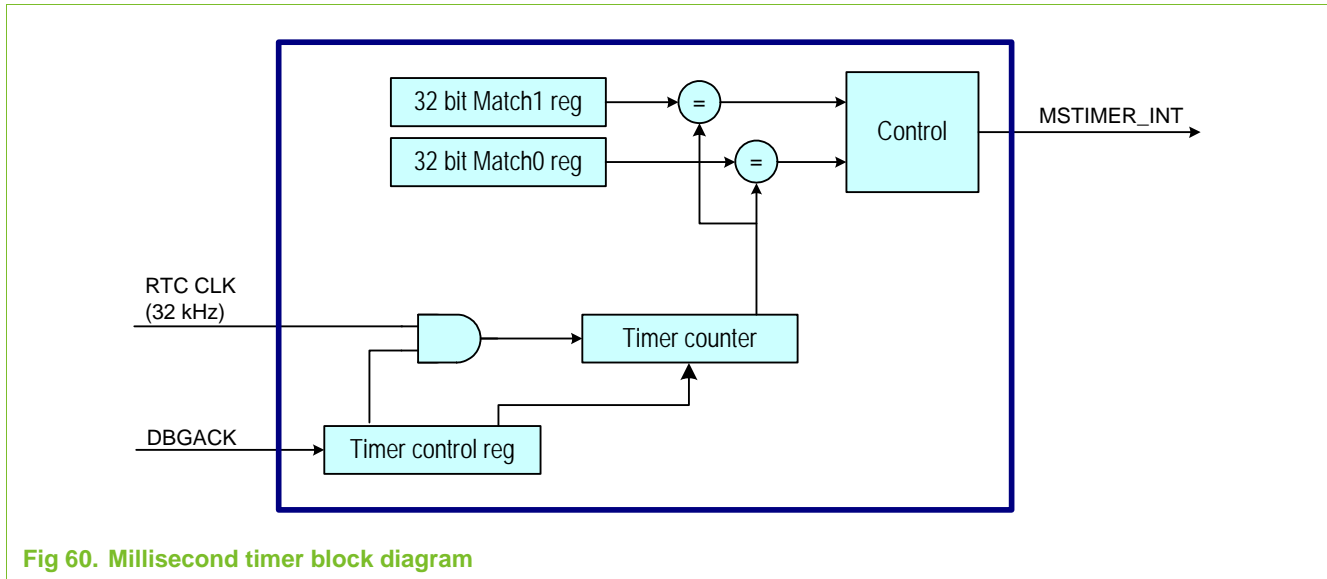 32 bit Match1 reg
=
Control
MSTIMER_INT
32 bit Match0 reg
=
RTC CLK
(32 kHz)
Timer counter
DBGACK
Timer control reg
Fig 60. Millisecond timer block diagram